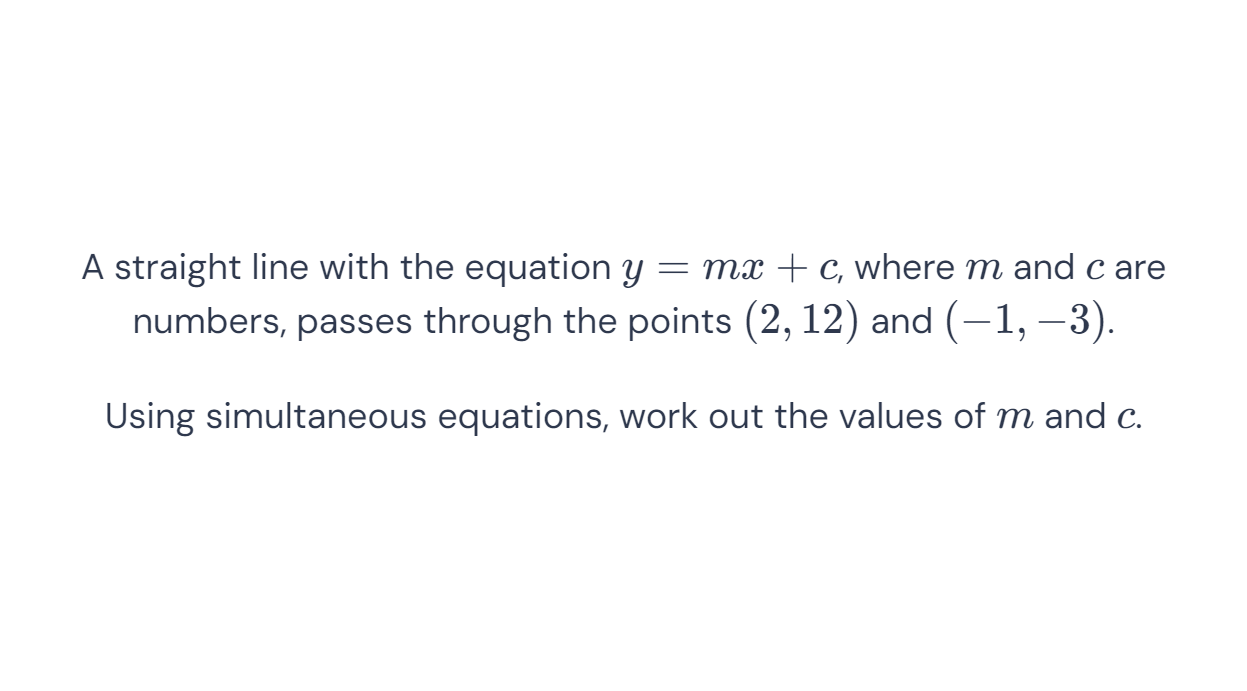 A straight line with the equation y = mx + c, where m and c are
numbers, passes through the points (2, 12) and (−1, −3).
Using simultaneous equations, work out the values of m and c.